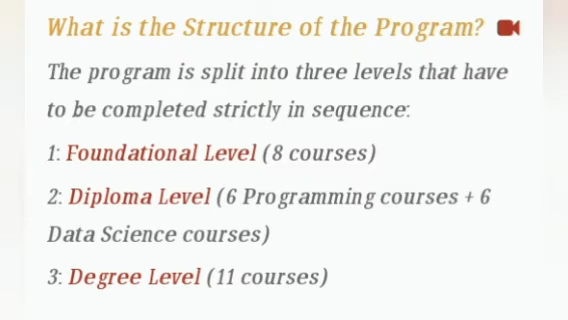 What is the Structure of the Program?
The program is split into three levels that have
to be completed strictly in sequence:
1: Foundational Level (8 courses)
2: Diploma Level (6 Programming courses + 6
Data Science courses)
3: Degree Level (11 courses)